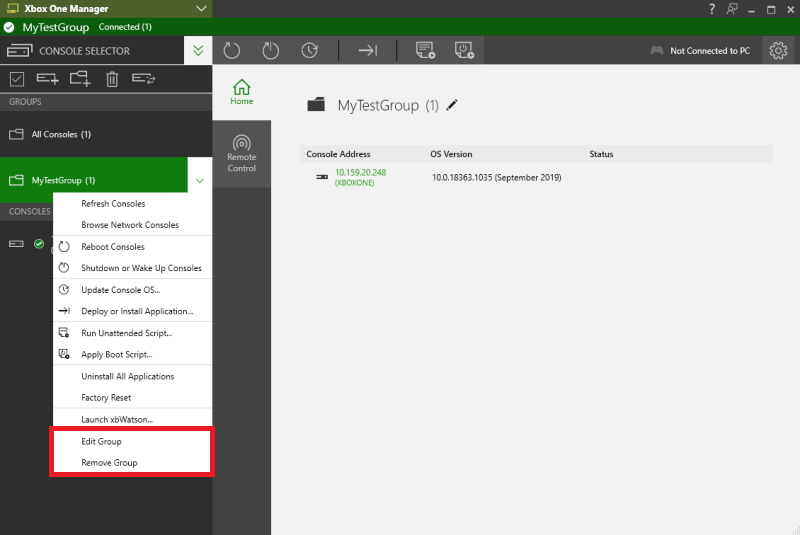 Xbox One Manager
?
MyTestGroup Connected (1)
CONSOLE SELECTOR
Not Connected to PC
GROUPS
All Consoles (1)
MyTestGroup (1)
CONSOLES
Refresh Consoles
Browse Network Consoles
Reboot Consoles
Shutdown or Wake Up Consoles
Update Console OS...
Deploy or Install Application...
Run Unattended Script...
Apply Boot Script...
Uninstall All Applications
Factory Reset
Launch xbWatson...
Edit Group
Remove Group
Home
Remote
Control
MyTestGroup (1)
Console Address OS Version Status
10.159.20.248 10.0.18363.1035 (September 2019)
(XBOXONE)